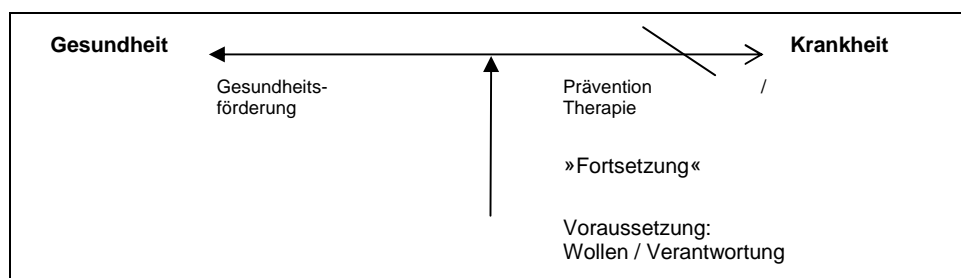 Gesundheit Krankheit
Gesundheits-
förderung
Prävention /
Therapie
»Fortsetzung«
Voraussetzung:
Wollen / Verantwortung